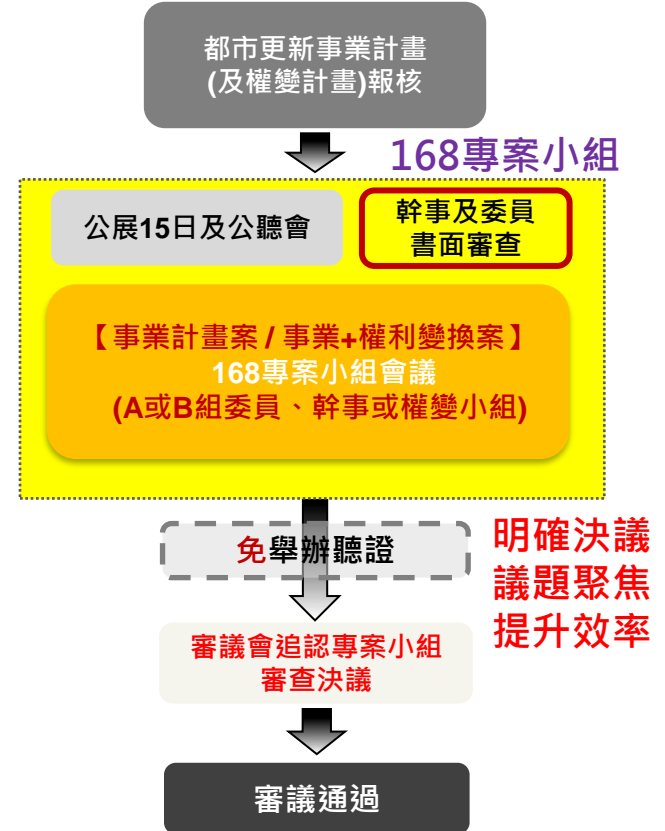 都市更新事業計畫
(及權變計畫)報核
168專案小組
公展15日及公聽會
幹事及委員
書面審查
【事業計畫案 / 事業+權利變換案】
168專案小組會議
(A或B組委員、幹事或權變小組)
免舉辦聽證
明確決議
議題聚焦
提升效率
審議會追認專案小組
審查決議
審議通過